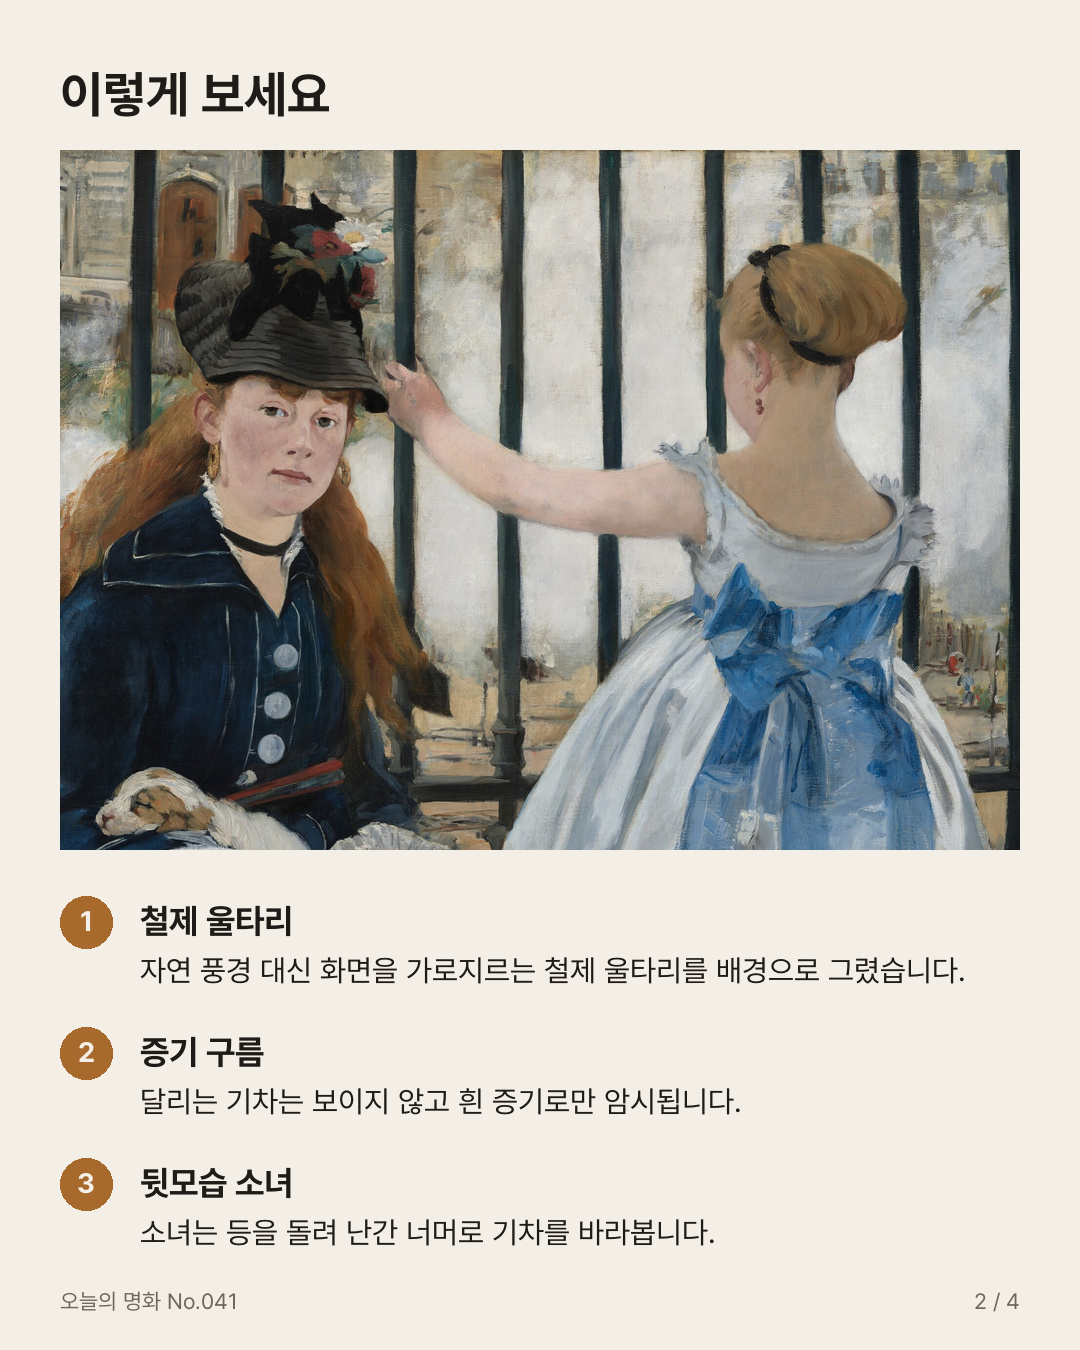 이렇게 보세요
1
철제 울타리
자연 풍경 대신 화면을 가로지르는 철제 울타리를 배경으로 그렸습니다.
2
증기 구름
달리는 기차는 보이지 않고 흰 증기로만 암시됩니다.
3
뒷모습 소녀
소녀는 등을 돌려 난간 너머로 기차를 바라봅니다.
오늘의 명화 No.041
2 / 4